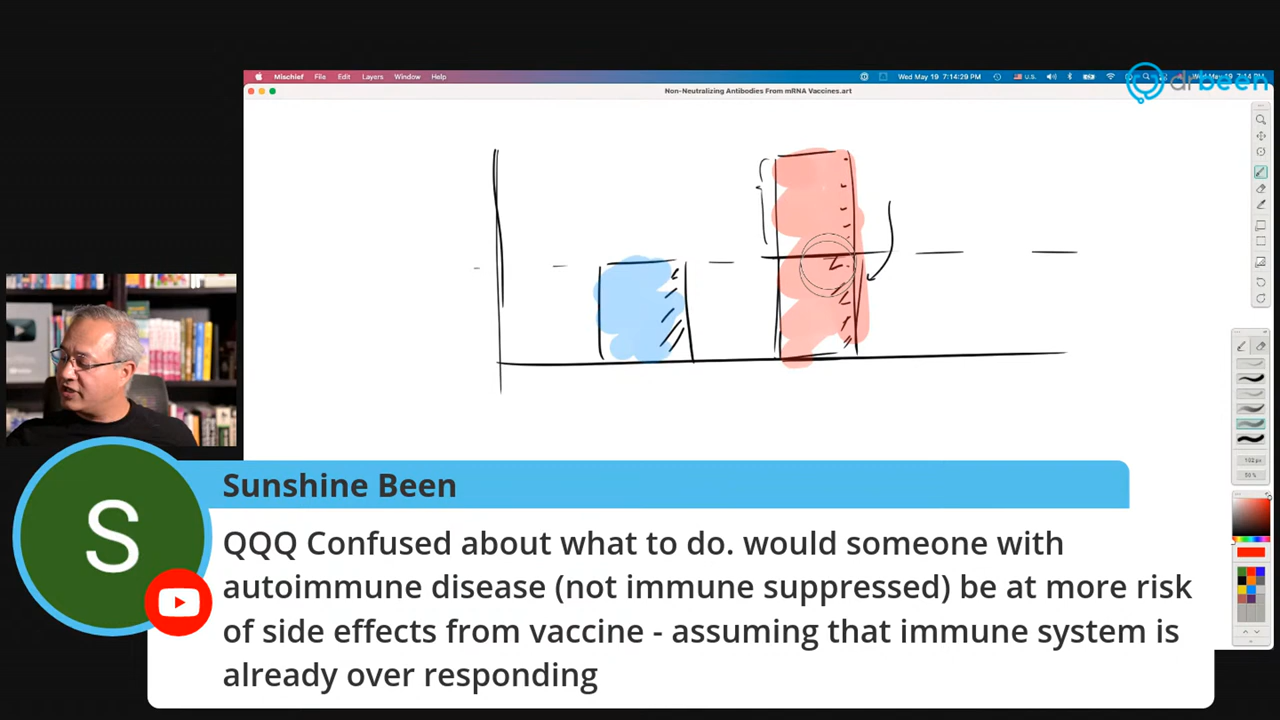 Mischief File Edit Layers Window Help
U.S. Wed May 19 7:14:29 PM
drbeen
Non-Neutralizing Antibodies From mRNA Vaccines.art
S
Sunshine Been
QQQ Confused about what to do. would someone with
autoimmune disease (not immune suppressed) be at more risk
of side effects from vaccine - assuming that immune system is
already over responding